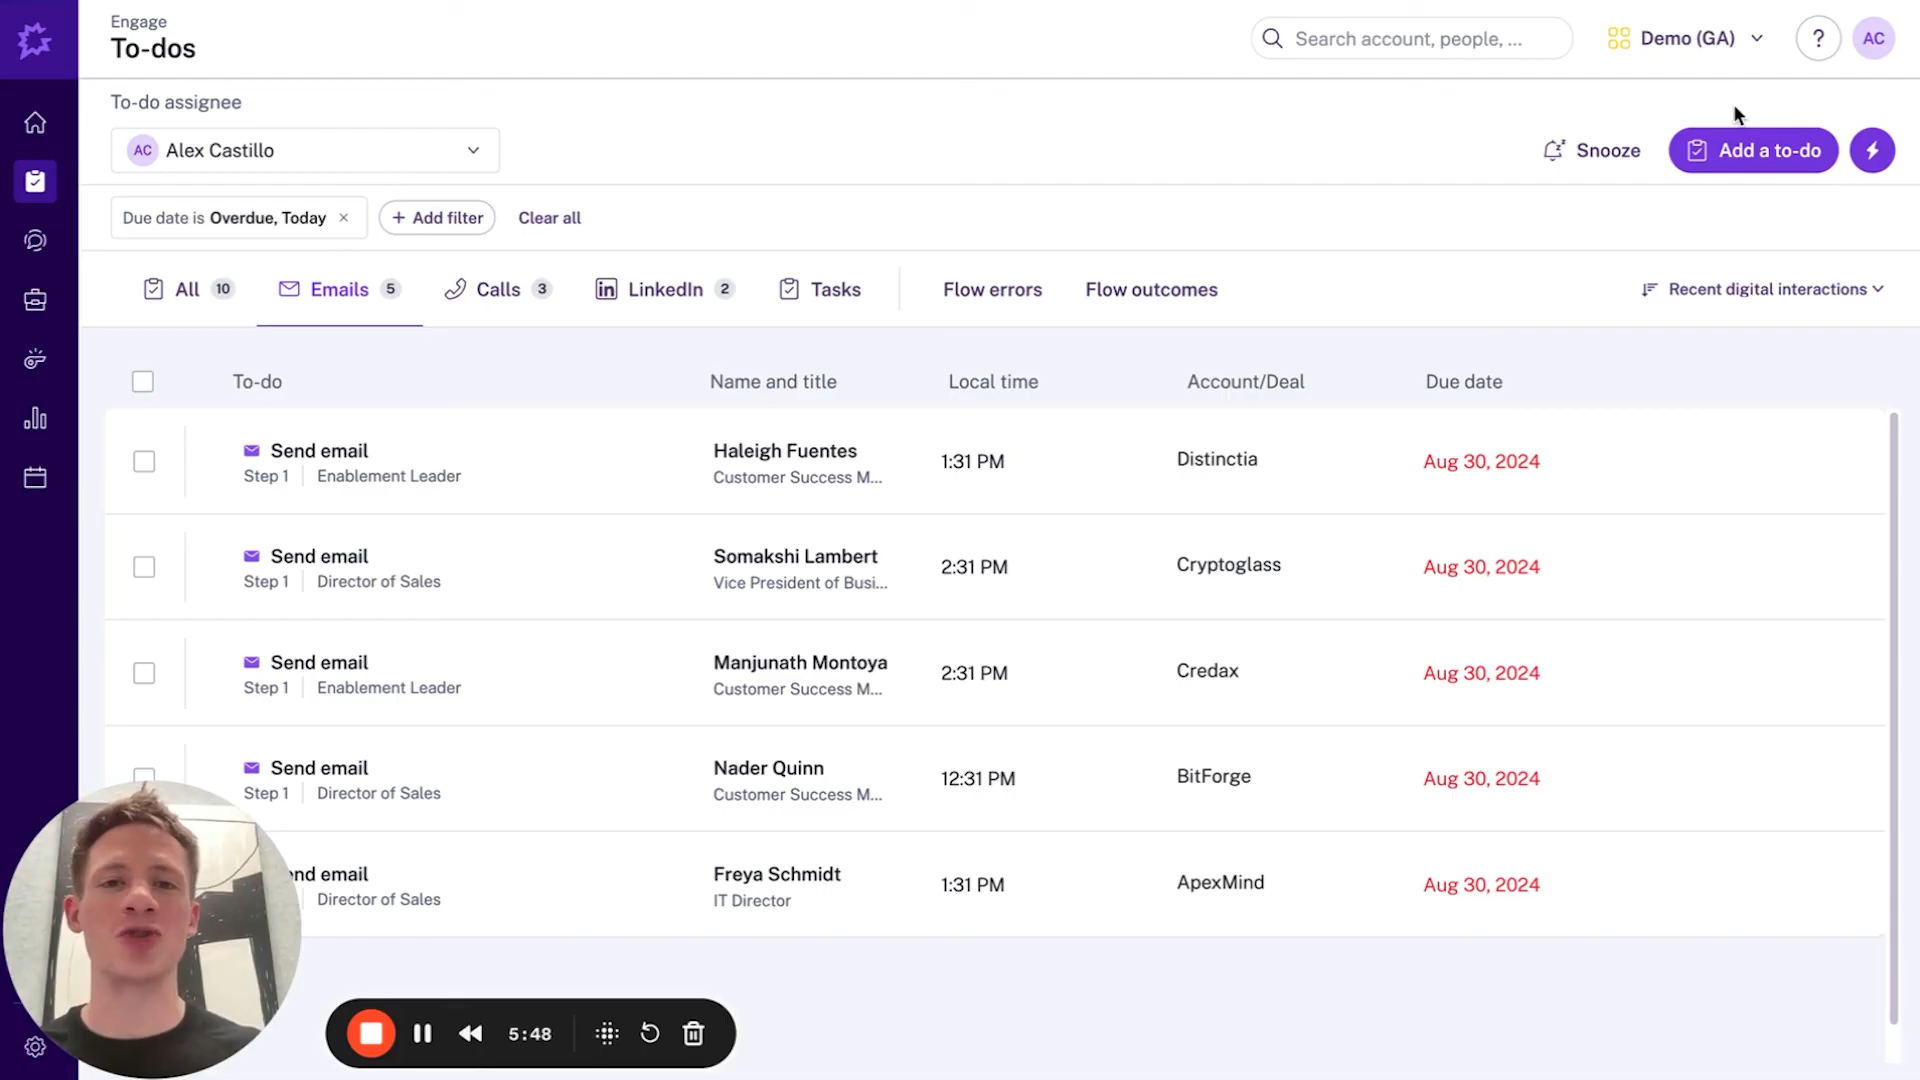 Engage
To-dos
Search account, people, ...
Demo (GA)
?
AC
To-do assignee
AC Alex Castillo
Snooze
Add a to-do
Due date is Overdue, Today ×
+ Add filter
Clear all
All 10
Emails 5
Calls 3
in LinkedIn 2
Tasks
Flow errors
Flow outcomes
Recent digital interactions
To-do Name and title Local time Account/Deal Due date
Send email Haleigh Fuentes 1:31 PM Distinctia Aug 30, 2024
Step 1 Enablement Leader Customer Success M...
Send email Somakshi Lambert 2:31 PM Cryptoglass Aug 30, 2024
Step 1 Director of Sales Vice President of Busi...
Send email Manjunath Montoya 2:31 PM Credax Aug 30, 2024
Step 1 Enablement Leader Customer Success M...
Send email Nader Quinn 12:31 PM BitForge Aug 30, 2024
Step 1 Director of Sales Customer Success M...
nd email Freya Schmidt 1:31 PM ApexMind Aug 30, 2024
Director of Sales IT Director
5:48